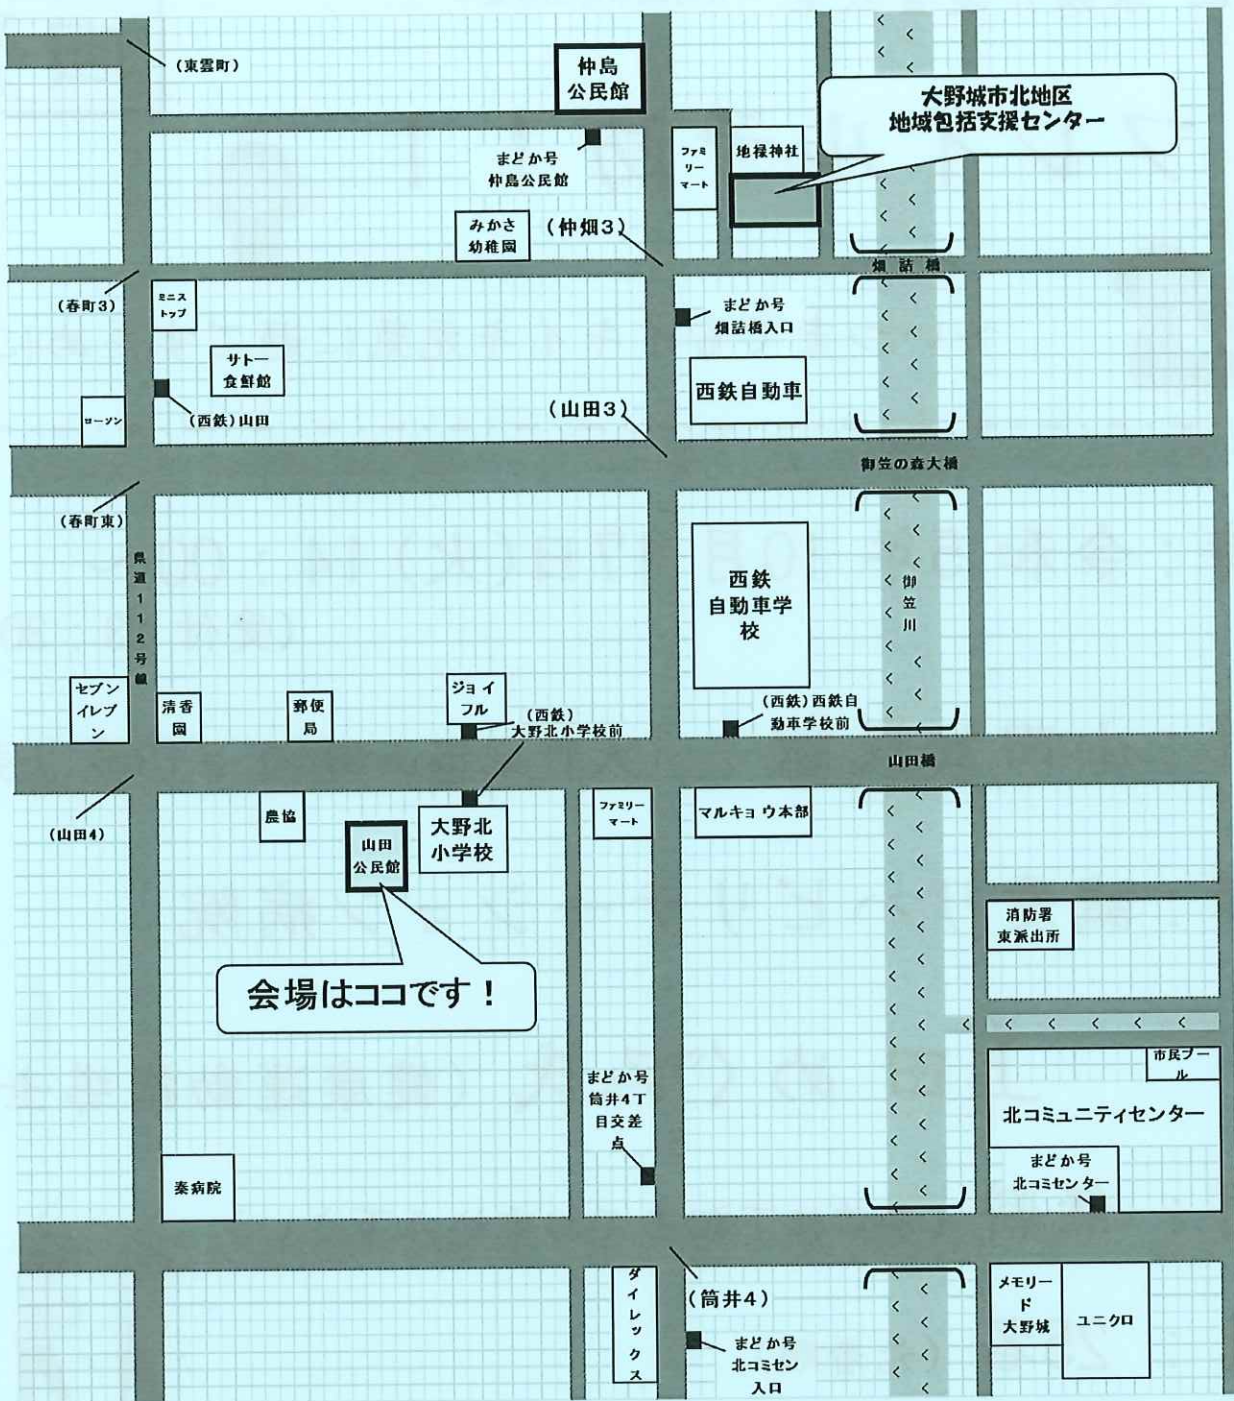 (東雲町)
仲島
公民館
大野城市北地区
地域包括支援センター
まどか号
仲島公民館
ファミ
リー
マート
地禄神社
みかさ
幼稚園
(仲畑3)
畑詰橋
(春町3)
ミニス
トップ
まどか号
畑詰橋入口
サトー
食鮮館
西鉄自動車
ローソン
(西鉄)山田
(山田3)
御笠の森大橋
(春町東)
県道112号線
西鉄
自動車学
校
御笠川
セブン
イレブ
ン
清香
園
郵便
局
ジョイ
フル
(西鉄)
大野北小学校前
(西鉄)西鉄自
動車学校前
山田橋
(山田4)
農協
山田
公民館
大野北
小学校
ファミリー
マート
マルキョウ本部
消防署
東派出所
会場はココです！
市民プー
ル
北コミュニティセンター
まどか号
筒井4丁
目交差
点
まどか号
北コミセンター
秦病院
(筒井4)
ダイレックス
まどか号
北コミセン
入口
メモリー
ド
大野城
ユニクロ